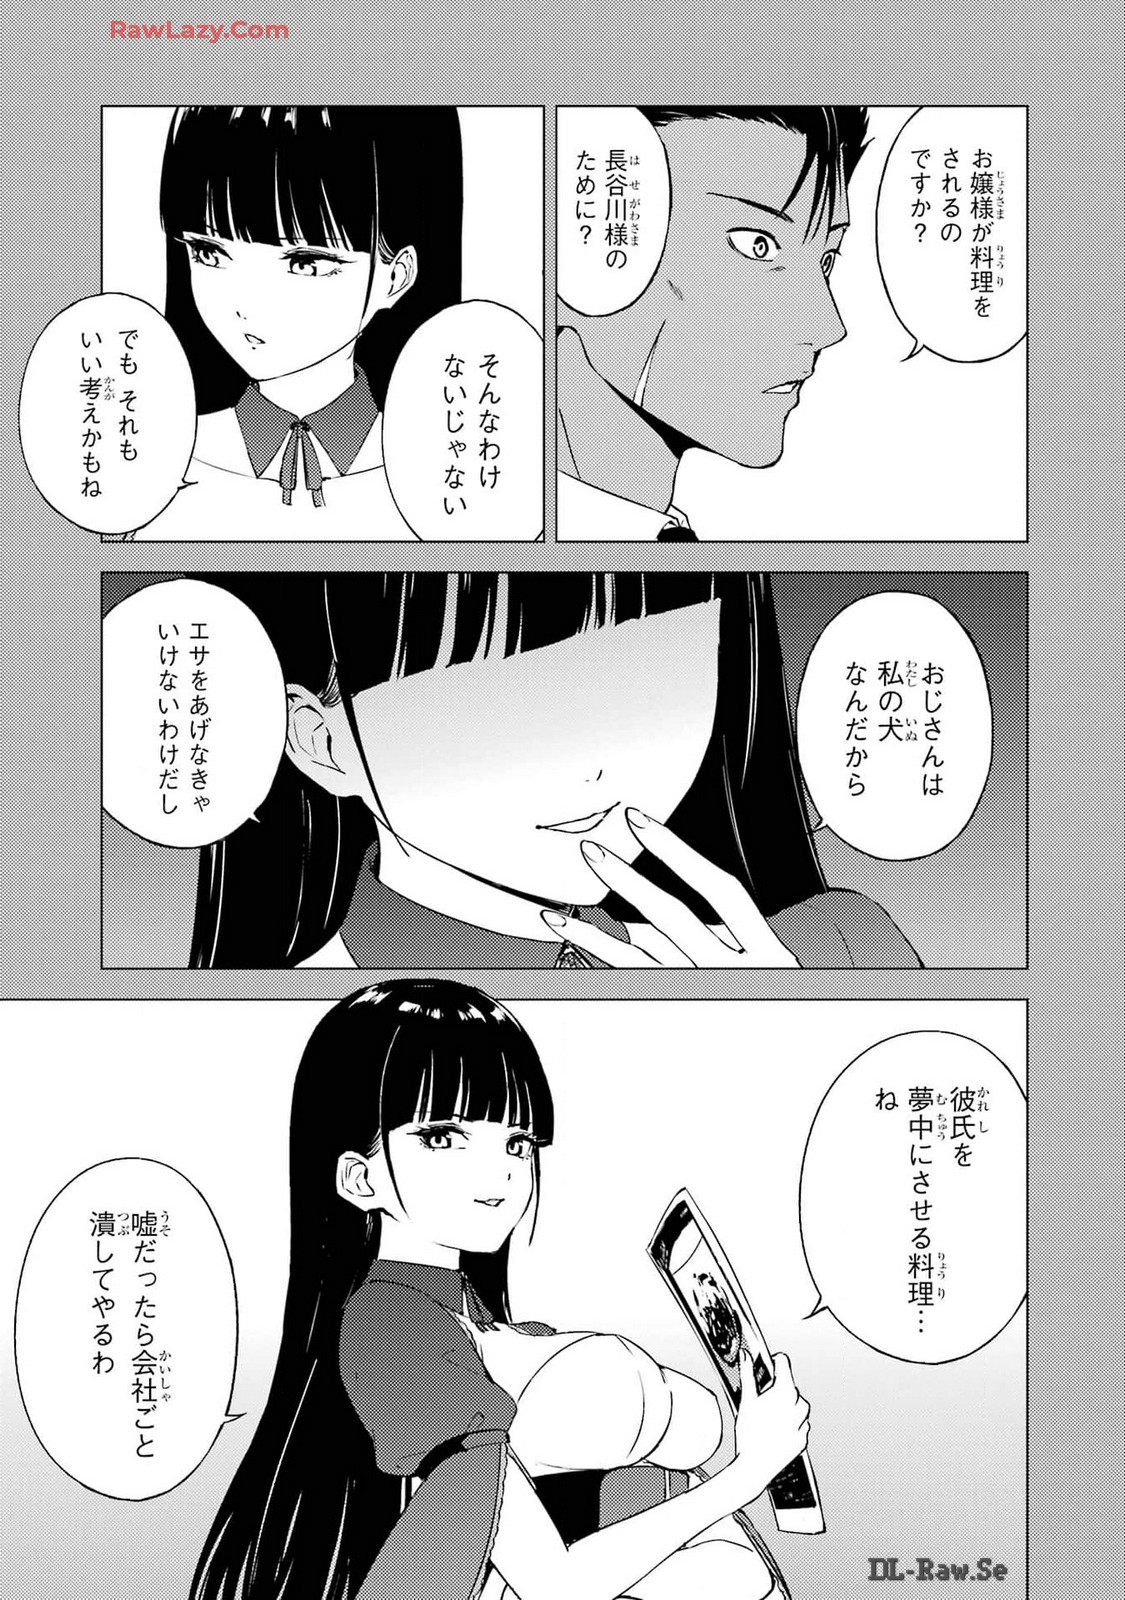 RawLazy.Com
お嬢様が料理を
されるの
ですか？
長谷川様の
ために？
そんなわけ
ないじゃない
でも それも
いい考えかもね
おじさんは
私の犬
なんだから
エサをあげなきゃ
いけないわけだし
彼氏を
夢中にさせる料理…
ね
嘘だったら会社ごと
潰してやるわ
DL-Raw.Se